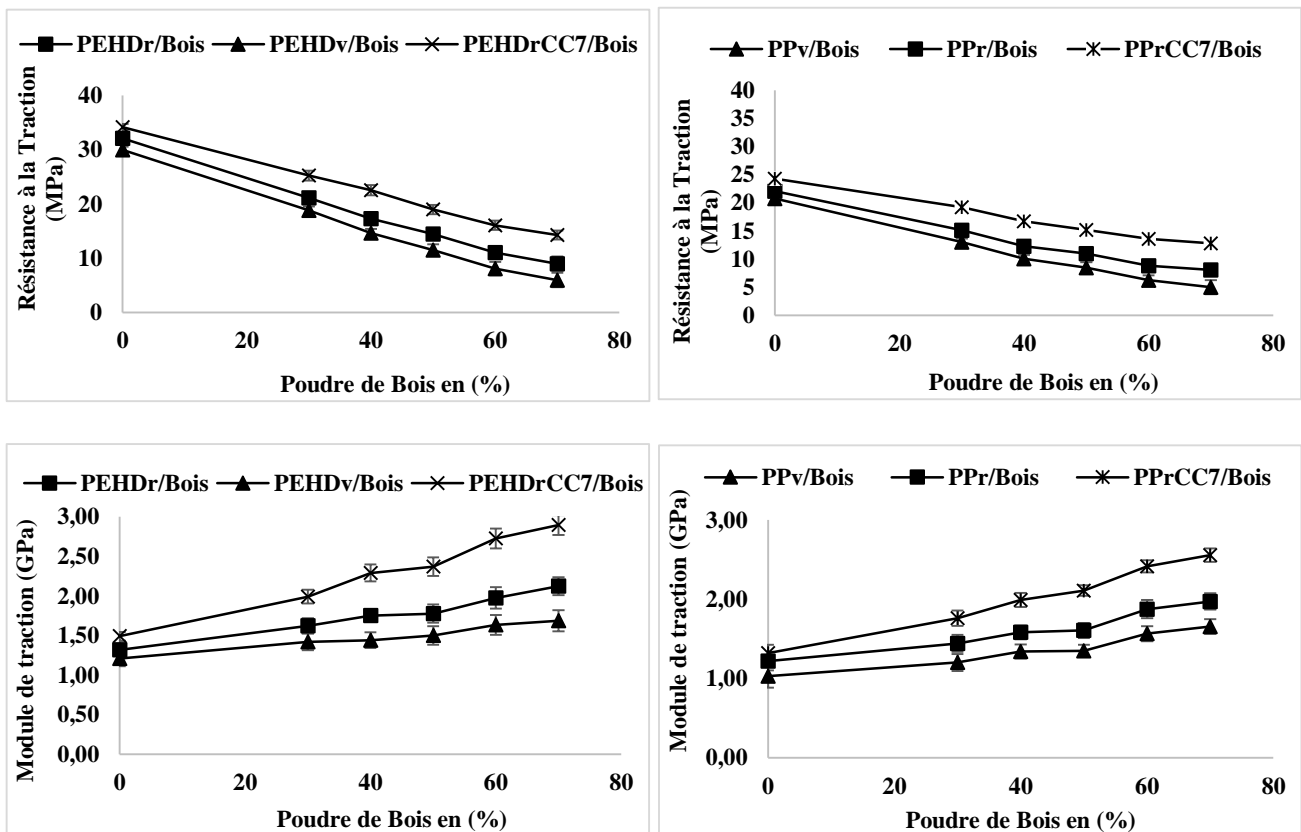 PEHDr/Bois PEHDv/Bois PEHDrCC7/Bois
Résistance à la Traction
(MPa)
40
30
20
10
0
0 20 40 60 80
Poudre de Bois en (%)
PPv/Bois PPr/Bois PPrCC7/Bois
Résistance à la Traction
(MPa)
40
35
30
25
20
15
10
5
0
0 20 40 60 80
Poudre de Bois en (%)
PEHDr/Bois PEHDv/Bois PEHDrCC7/Bois
Module de traction (GPa)
3,00
2,50
2,00
1,50
1,00
0,50
0,00
0 20 40 60 80
Poudre de Bois en (%)
PPv/Bois PPr/Bois PPrCC7/Bois
Module de traction (GPa)
3,00
2,00
1,00
0,00
0 20 40 60 80
Poudre de Bois en (%)